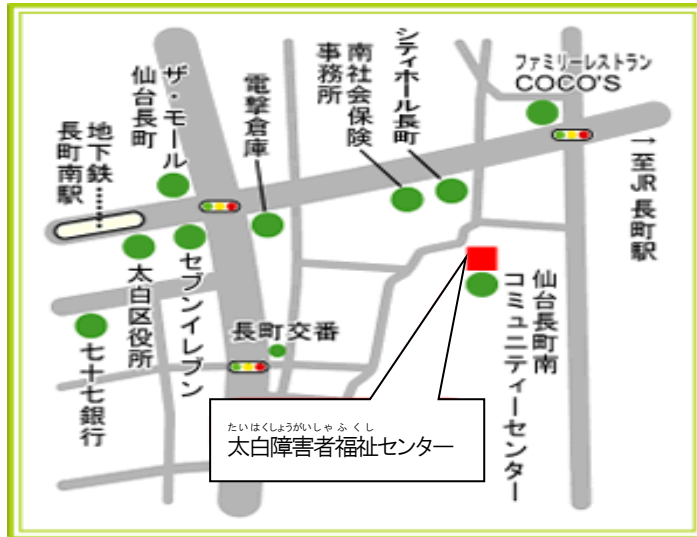 ファミリーレストラン
COCO'S
シティホール長町
南社会保険
事務所
電撃倉庫
ザ・モール
仙台長町
地下鉄
長町南駅
→至JR長町駅
太白区役所
セブンイレブン
七十七銀行
長町交番
仙台長町南
コミュニティーセンター
たいはくしょうがいしゃふくし
太白障害者福祉センター